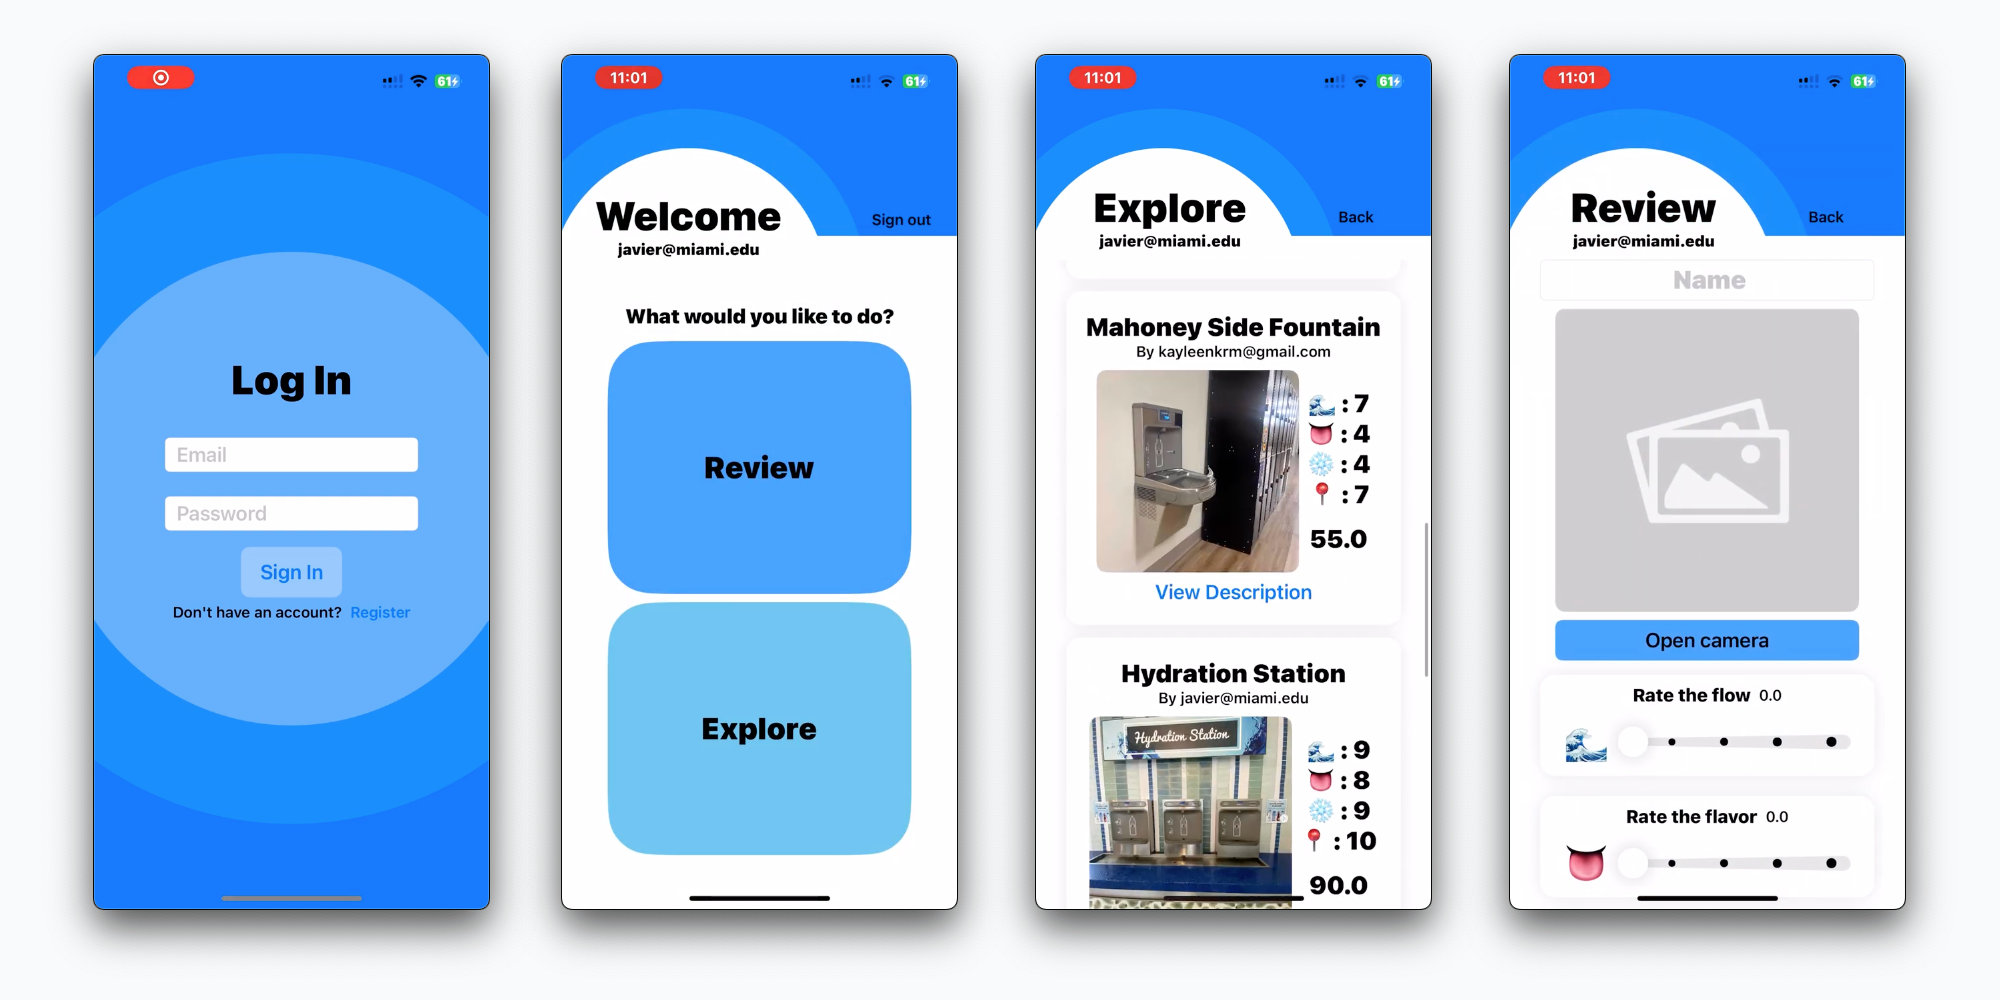 61
Log In
Email
Password
Sign In
Don't have an account? Register
11:01
61
Welcome
Sign out
javier@miami.edu
What would you like to do?
Review
Explore
11:01
61
Explore
Back
javier@miami.edu
Mahoney Side Fountain
By kayleenkrm@gmail.com
: 7
: 4
: 4
: 7
55.0
View Description
Hydration Station
By javier@miami.edu
Hydration Station
: 9
: 8
: 9
: 10
90.0
11:01
61
Review
Back
javier@miami.edu
Name
Open camera
Rate the flow 0.0
Rate the flavor 0.0